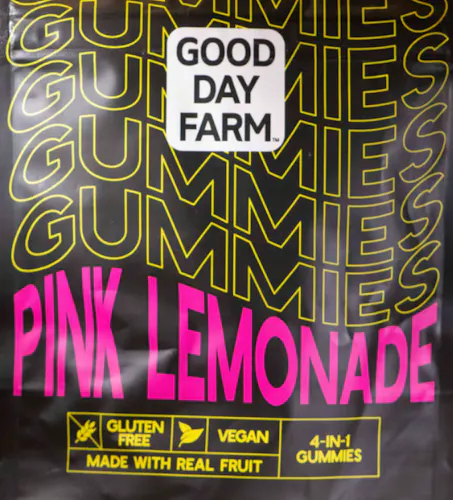 GUMMIES
GUMMIES
GOOD
DAY
FARM™
GUMMIES
GUMMIES
GUMMIES
PINK LEMONADE
GLUTEN
FREE
VEGAN
MADE WITH REAL FRUIT
4-IN-1
GUMMIES